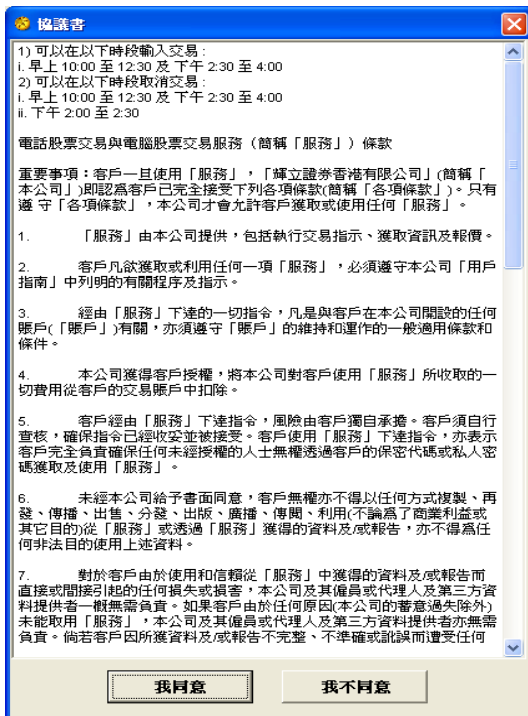 協議書
1) 可以在以下時段輸入交易 :
i. 早上 10:00 至 12:30 及 下午 2:30 至 4:00
2) 可以在以下時段取消交易 :
i. 早上 10:00 至 12:30 及 下午 2:30 至 4:00
ii. 下午 2:00 至 2:30
電話股票交易與電腦股票交易服務（簡稱「服務」）條款
重要事項：客戶一旦使用「服務」，「輝立證券香港有限公司」(簡稱「
本公司」)即認為客戶已完全接受下列各項條款(簡稱「各項條款」)。只有
遵 守「各項條款」，本公司才會允許客戶獲取或使用任何「服務」。
1. 「服務」由本公司提供，包括執行交易指示、獲取資訊及報價。
2. 客戶凡欲獲取或利用任何一項「服務」，必須遵守本公司「用戶
指南」中列明的有關程序及指示。
3. 經由「服務」下達的一切指令，凡是與客戶在本公司開設的任何
賬戶(「賬戶」)有關，亦須遵守「賬戶」的維持和運作的一般適用條款和
條件。
4. 本公司獲得客戶授權，將本公司對客戶使用「服務」所收取的一
切費用從客戶的交易賬戶中扣除。
5. 客戶經由「服務」下達指令，風險由客戶獨自承擔。客戶須自行
查核，確保指令已經收妥並被接受。客戶使用「服務」下達指令，亦表示
客戶完全負責確保任何未經授權的人士無權透過客戶的保密代碼或私人密
碼獲取及使用「服務」。
6. 未經本公司給予書面同意，客戶無權亦不得以任何方式複製、再
發、傳播、出售、分發、出版、廣播、傳閱、利用(不論為了商業利益或
其它目的)從「服務」或透過「服務」獲得的資料及/或報告，亦不得為任
何非法目的使用上述資料。
7. 對於客戶由於使用和信賴從「服務」中獲得的資料及/或報告而
直接或間接引起的任何損失或損害，本公司及其僱員或代理人及第三方資
料提供者一概無需負責。如果客戶由於任何原因(本公司的蓄意過失除外)
未能取用「服務」，本公司及其僱員或代理人及第三方資料提供者亦無需
負責。倘若客戶因所獲資料及/或報告不完整、不準確或訛誤而遭受任何
我同意
我不同意